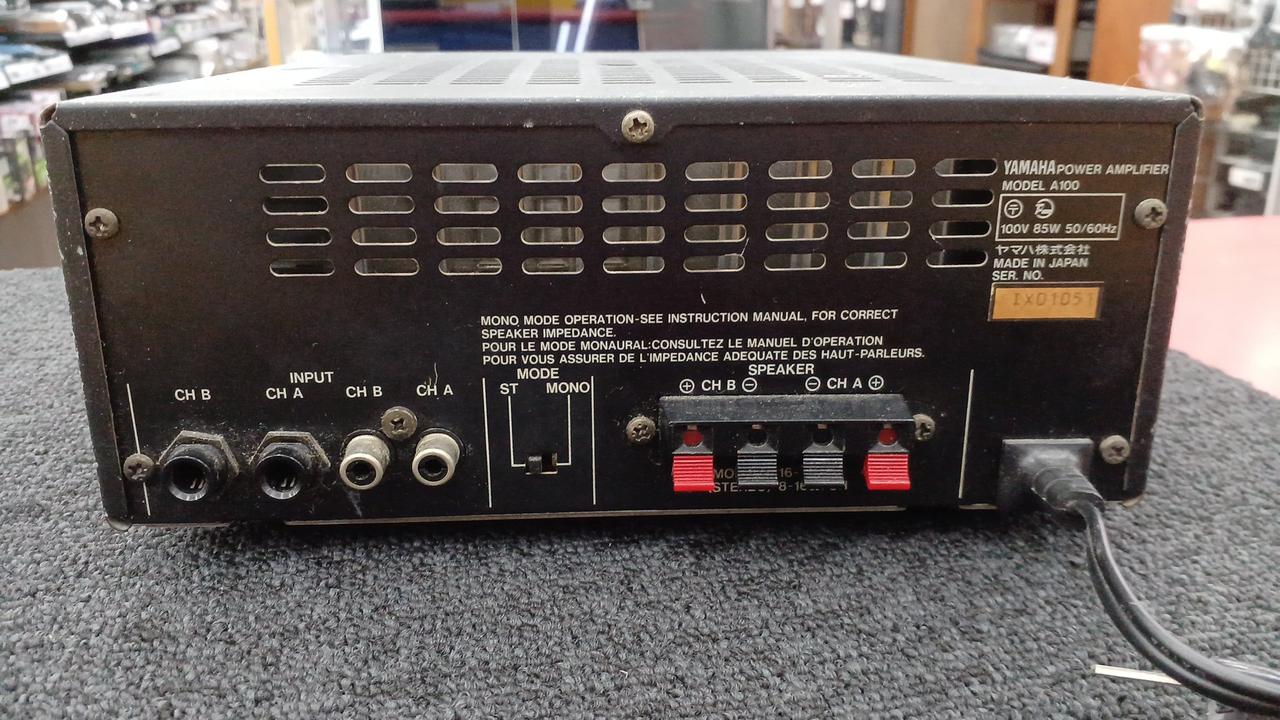 YAMAHA POWER AMPLIFIER
MODEL A100
100V 85W 50/60Hz
ヤマハ株式会社
MADE IN JAPAN
SER. NO.
IX01051
MONO MODE OPERATION-SEE INSTRUCTION MANUAL, FOR CORRECT
SPEAKER IMPEDANCE.
POUR LE MODE MONAURAL:CONSULTEZ LE MANUEL D'OPERATION
POUR VOUS ASSURER DE L'IMPEDANCE ADEQUATE DES HAUT-PARLEURS.
INPUT
CH B CH A CH B CH A
MODE
ST MONO
SPEAKER
⊕ CH B ⊖ ⊖ CH A ⊕